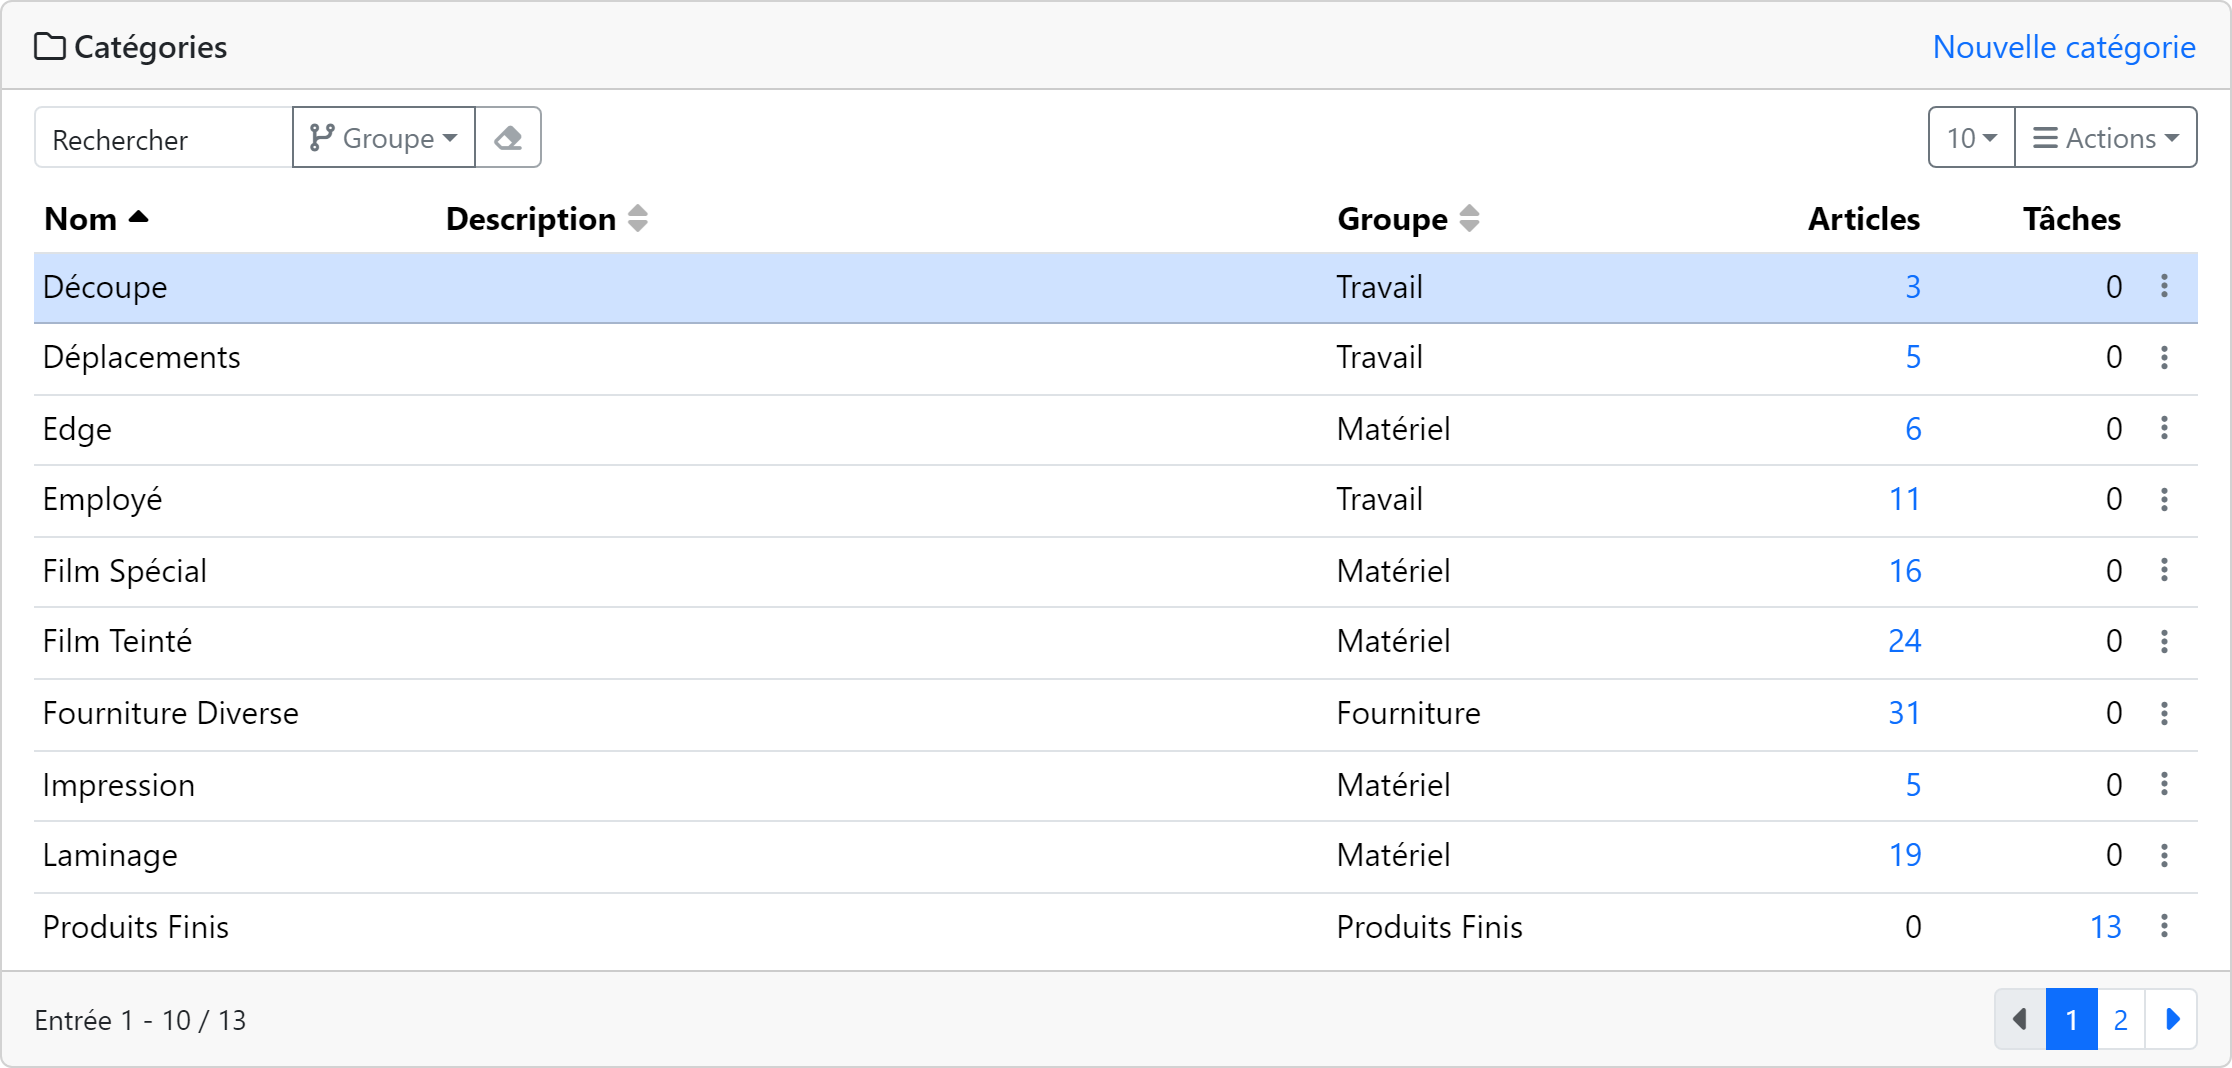 Catégories Nouvelle catégorie
Rechercher Groupe 10 Actions
Nom Description Groupe Articles Tâches
Découpe Travail 3 0
Déplacements Travail 5 0
Edge Matériel 6 0
Employé Travail 11 0
Film Spécial Matériel 16 0
Film Teinté Matériel 24 0
Fourniture Diverse Fourniture 31 0
Impression Matériel 5 0
Laminage Matériel 19 0
Produits Finis Produits Finis 0 13
Entrée 1 - 10 / 13 1 2